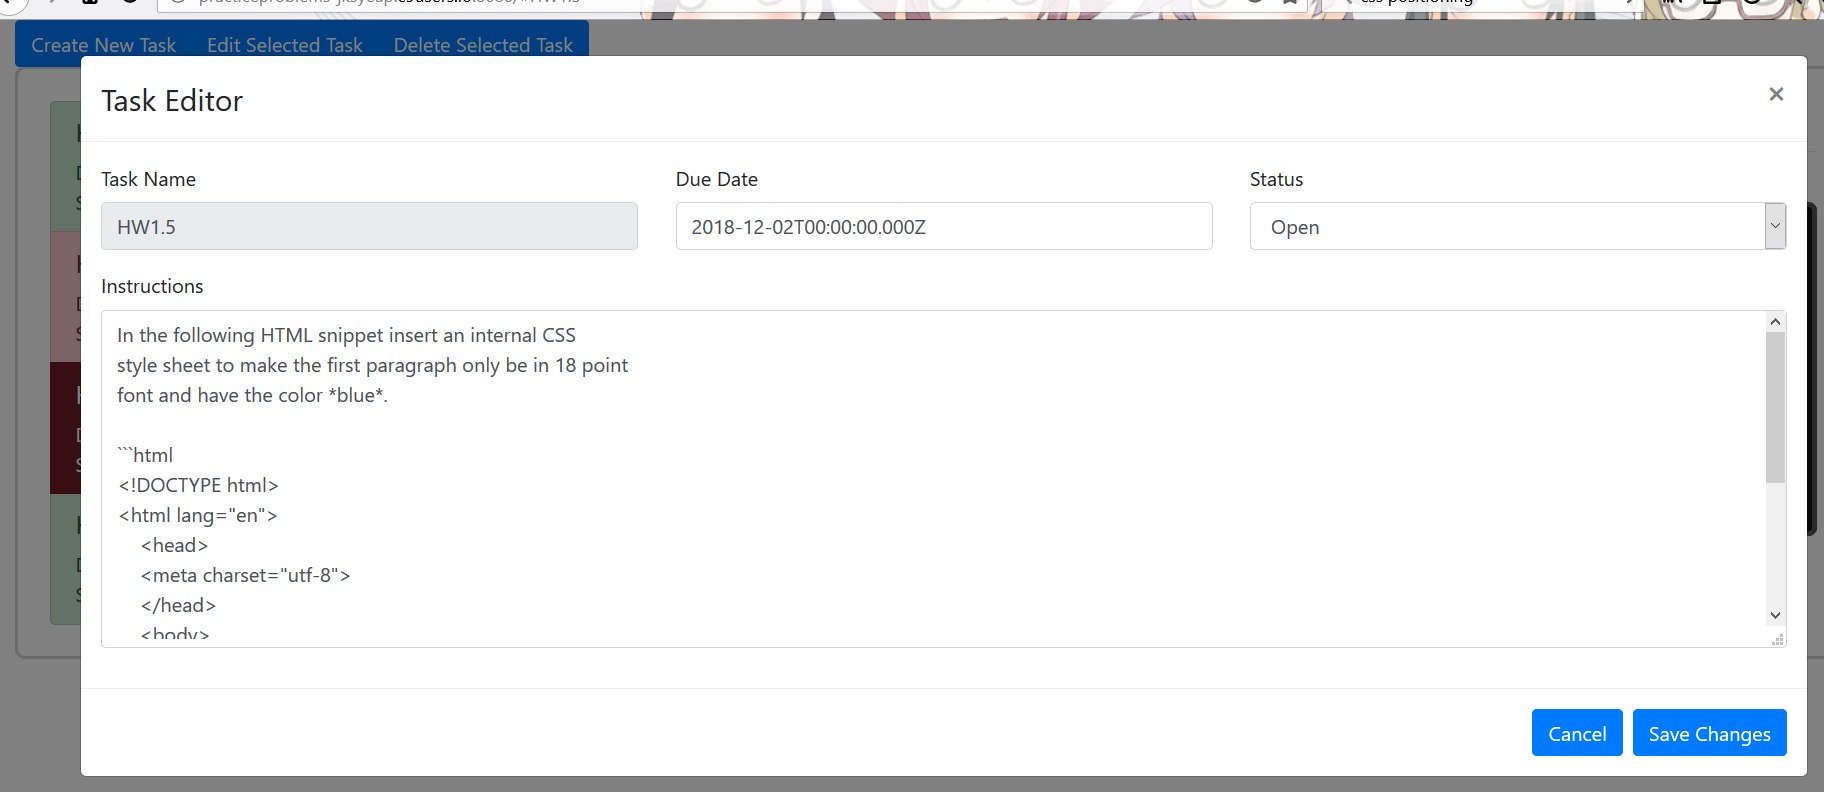 css positioning
Create New Task Edit Selected Task Delete Selected Task
Task Editor
×
Task Name Due Date Status
HW1.5 2018-12-02T00:00:00.000Z Open
Instructions
In the following HTML snippet insert an internal CSS
style sheet to make the first paragraph only be in 18 point
font and have the color *blue*.
```html
<!DOCTYPE html>
<html lang="en">
<head>
<meta charset="utf-8">
</head>
<body>
Cancel Save Changes